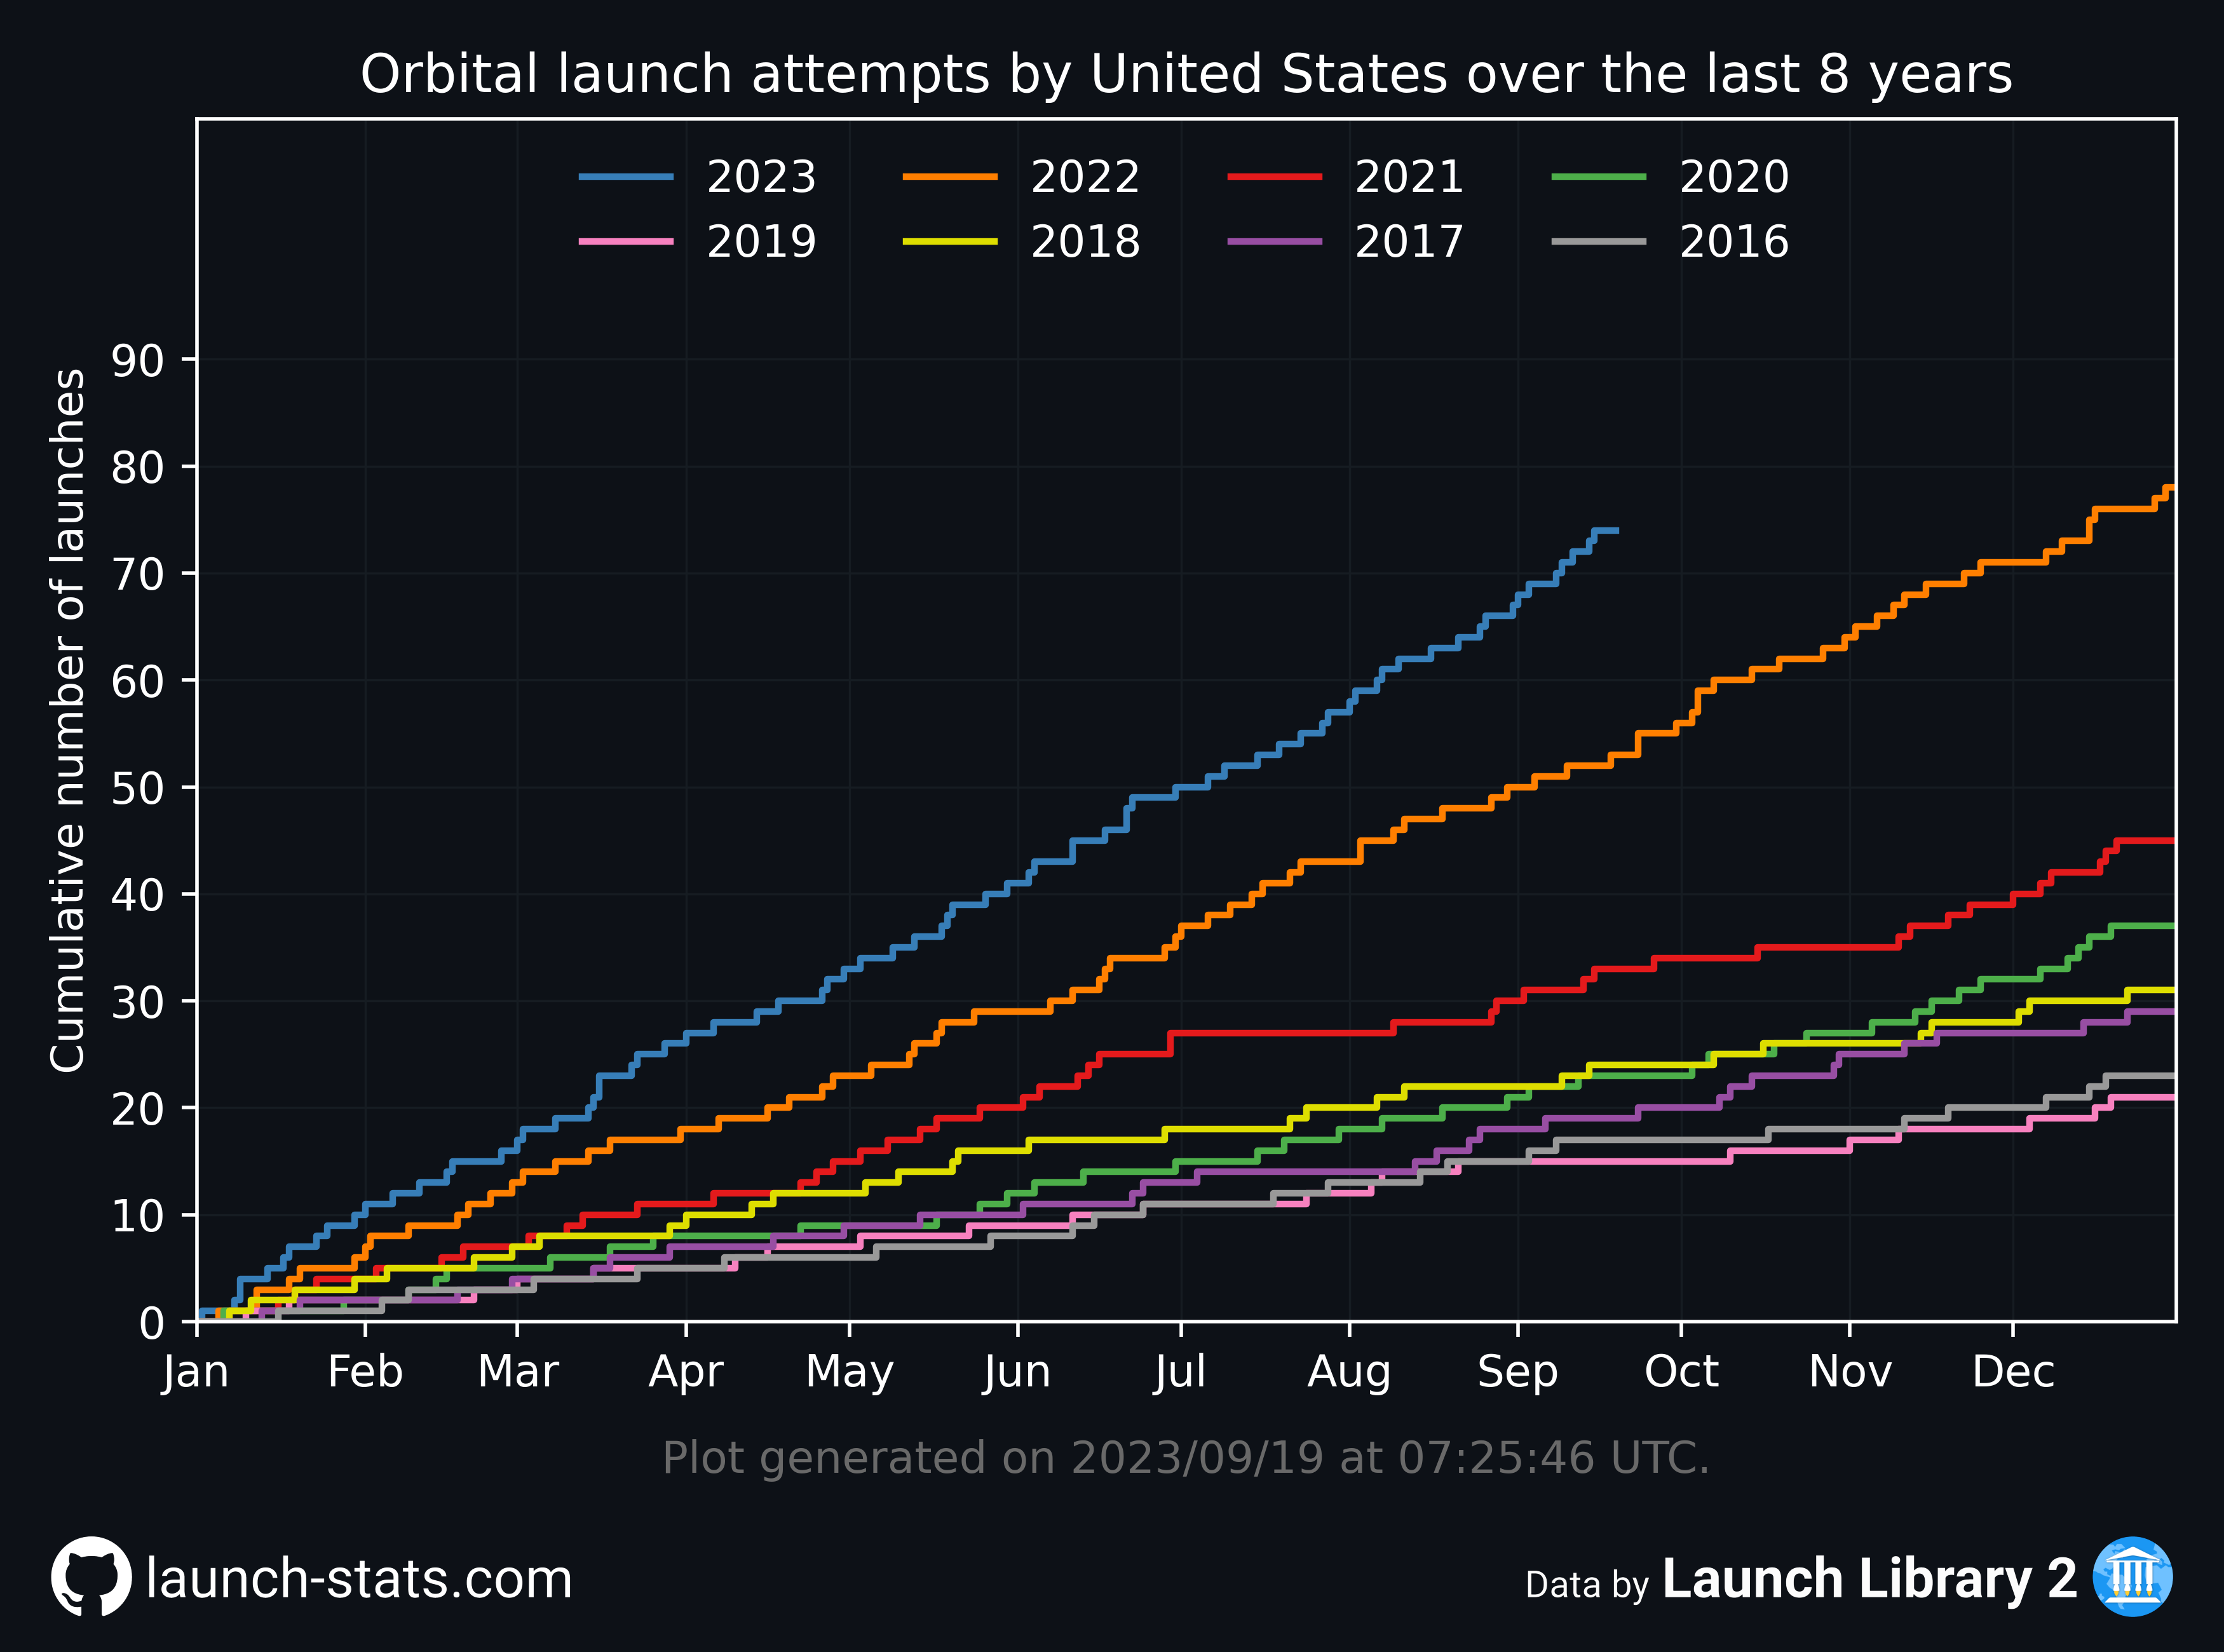 Orbital launch attempts by United States over the last 8 years
2023 2022 2021 2020
2019 2018 2017 2016
Cumulative number of launches
90
80
70
60
50
40
30
20
10
0
Jan Feb Mar Apr May Jun Jul Aug Sep Oct Nov Dec
Plot generated on 2023/09/19 at 07:25:46 UTC.
launch-stats.com
Data by Launch Library 2